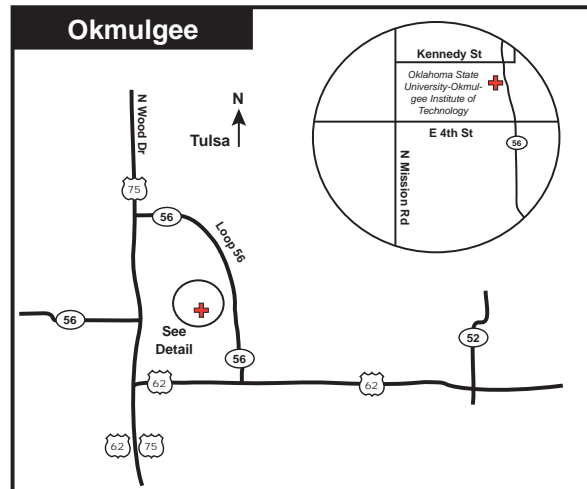 Okmulgee
N Wood Dr
N
Tulsa
75
56
Loop 56
56
See
Detail
56
62
62
52
62
75
Kennedy St
Oklahoma State
University-Okmul-
gee Institute of
Technology
E 4th St
56
N Mission Rd